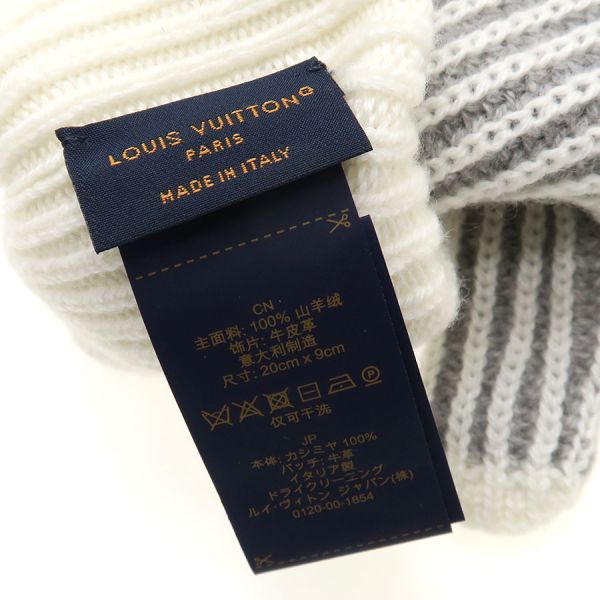 LOUIS VUITTON®
PARIS
MADE IN ITALY
CN
主面料: 100% 山羊绒
饰片: 牛皮革
意大利制造
尺寸: 20cm x 9cm
仅可干洗
JP
本体: カシミヤ 100%
パッチ: 牛革
イタリア製
ドライクリーニング
ルイ・ヴィトン ジャパン(株)
0120-00-1854